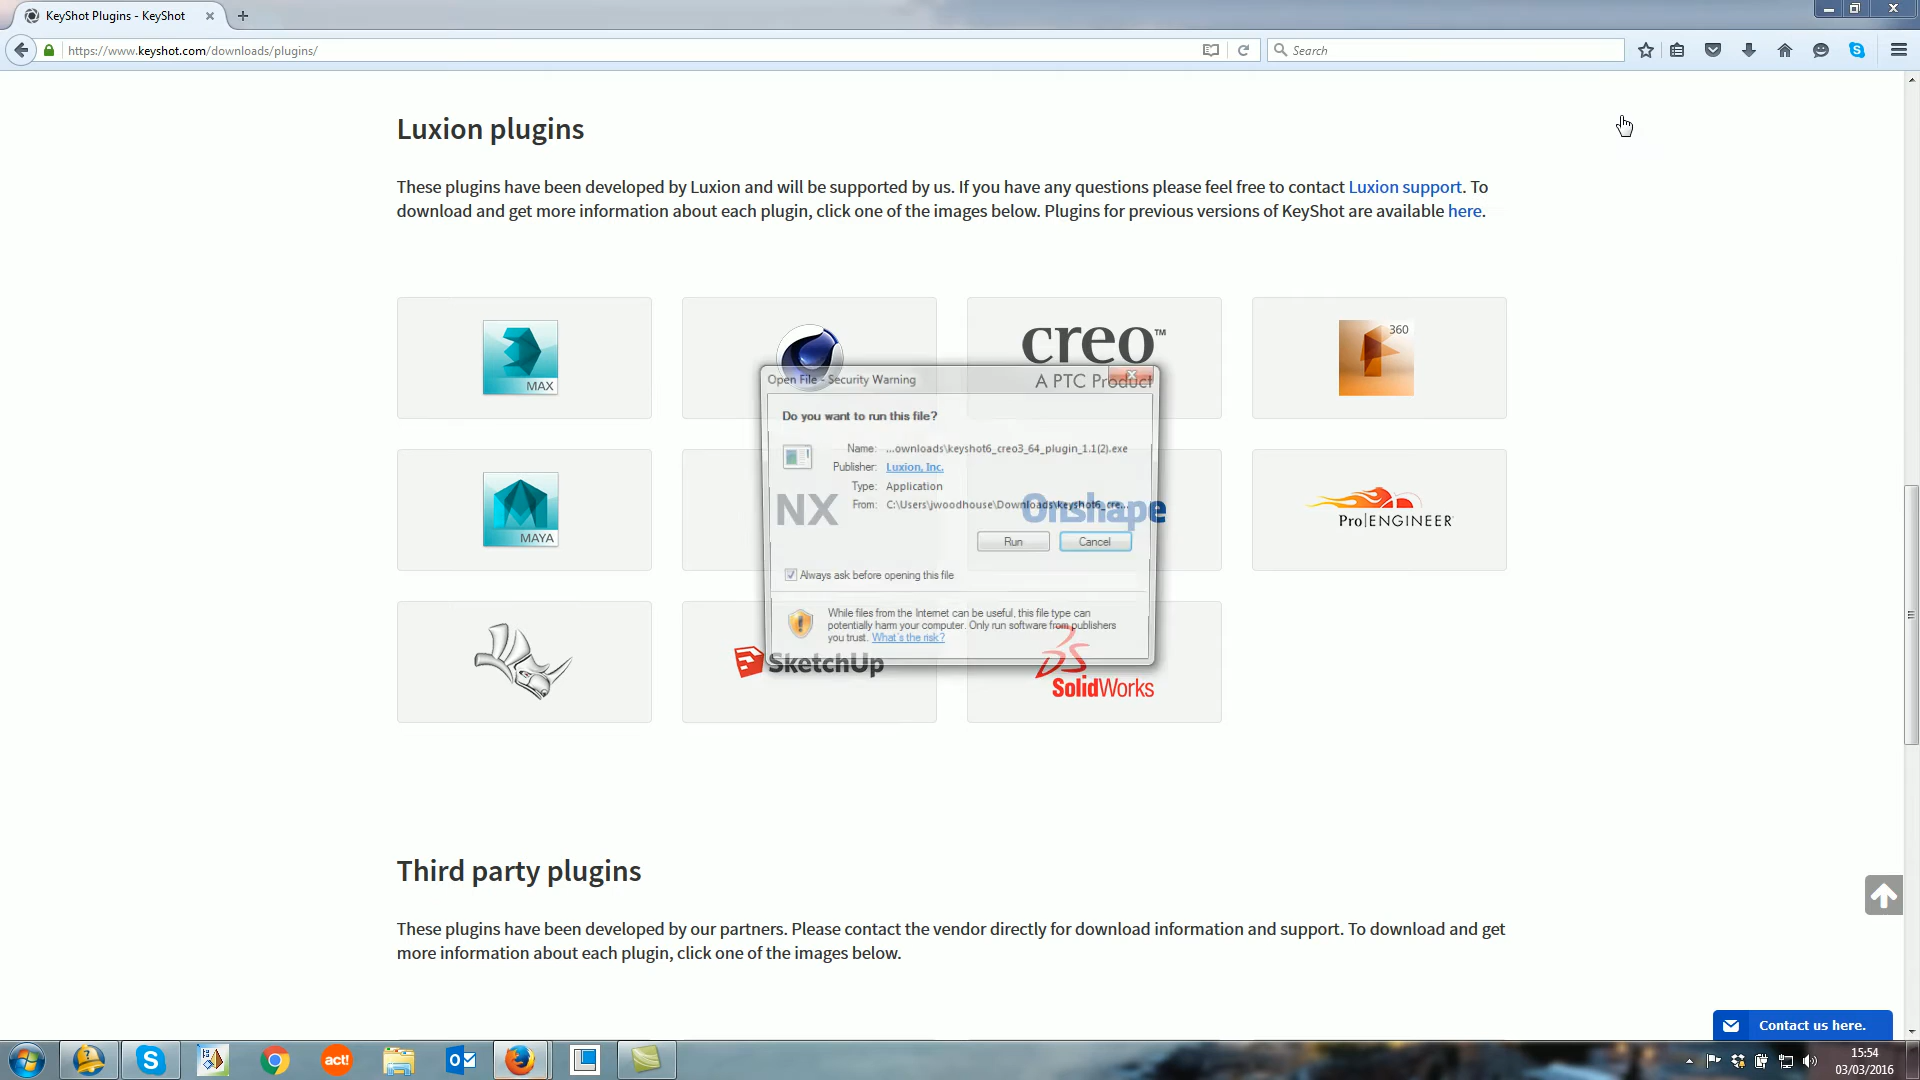 KeyShot Plugins - KeyShot
https://www.keyshot.com/downloads/plugins/
Search
Luxion plugins
These plugins have been developed by Luxion and will be supported by us. If you have any questions please feel free to contact Luxion support. To
download and get more information about each plugin, click one of the images below. Plugins for previous versions of KeyShot are available here.
MAX
creo™
A PTC Product
360
Open File - Security Warning
Do you want to run this file?
Name: ...ownloads\keyshot6_creo3_64_plugin_1.1(2).exe
Publisher: Luxion, Inc.
Type: Application
From: C:\Users\jwoodhouse\Downloads\keyshot6_cre...
Run
Cancel
Always ask before opening this file
While files from the Internet can be useful, this file type can
potentially harm your computer. Only run software from publishers
you trust. What's the risk?
MAYA
NX
Onshape
Pro|ENGINEER
SketchUp
SolidWorks
Third party plugins
These plugins have been developed by our partners. Please contact the vendor directly for download information and support. To download and get
more information about each plugin, click one of the images below.
Contact us here.
act!
15:54
03/03/2016